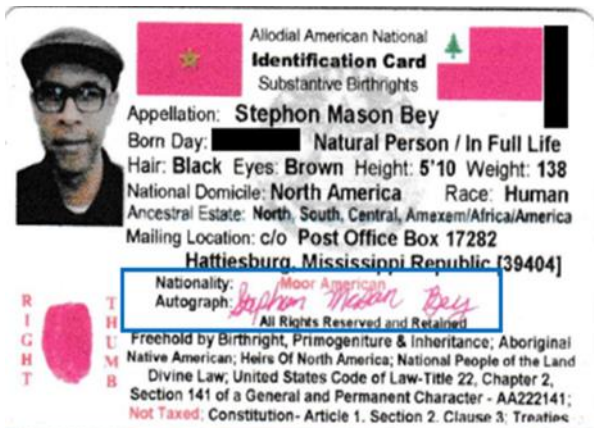 Allodial American National
Identification Card
Substantive Birthrights
Appellation: Stephon Mason Bey
Born Day: Natural Person / In Full Life
Hair: Black Eyes: Brown Height: 5'10 Weight: 138
National Domicile: North America Race: Human
Ancestral Estate: North, South, Central, Amexem/Africa/America
Mailing Location: c/o Post Office Box 17282
Hattiesburg, Mississippi Republic [39404]
Nationality: Moor American
Autograph: Stephon Mason Bey
All Rights Reserved and Retained
RIGHT
THUMB
Freehold by Birthright, Primogeniture & Inheritance; Aboriginal
Native American; Heirs Of North America; National People of the Land
Divine Law; United States Code of Law-Title 22, Chapter 2,
Section 141 of a General and Permanent Character - AA222141;
Not Taxed; Constitution- Article 1, Section 2, Clause 3; Treaties